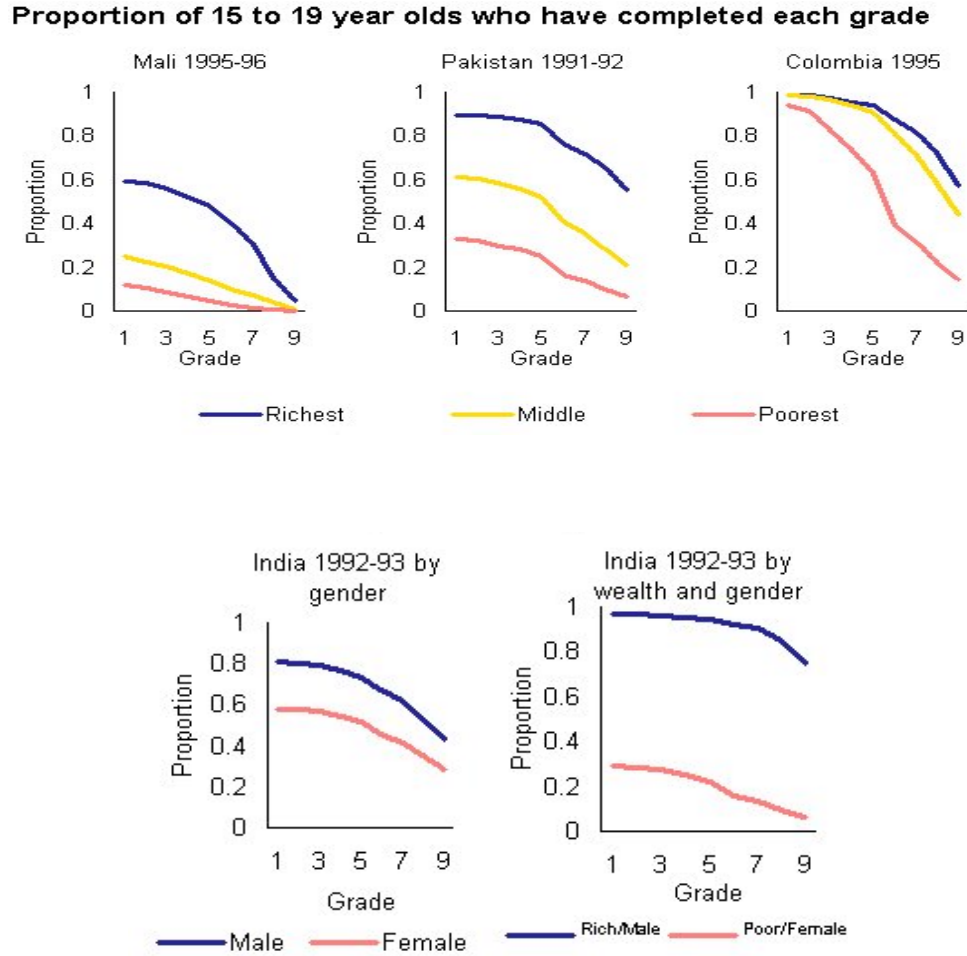 Proportion of 15 to 19 year olds who have completed each grade
Mali 1995-96
1
0.8
0.6
0.4
0.2
0
Proportion
1 3 5 7 9
Grade
Pakistan 1991-92
1
0.8
0.6
0.4
0.2
0
Proportion
1 3 5 7 9
Grade
Colombia 1995
1
0.8
0.6
0.4
0.2
0
Proportion
1 3 5 7 9
Grade
Richest Middle Poorest
India 1992-93 by
gender
1
0.8
0.6
0.4
0.2
0
Proportion
1 3 5 7 9
Grade
Male Female
India 1992-93 by
wealth and gender
1
0.8
0.6
0.4
0.2
0
Proportion
1 3 5 7 9
Grade
Rich/Male Poor/Female